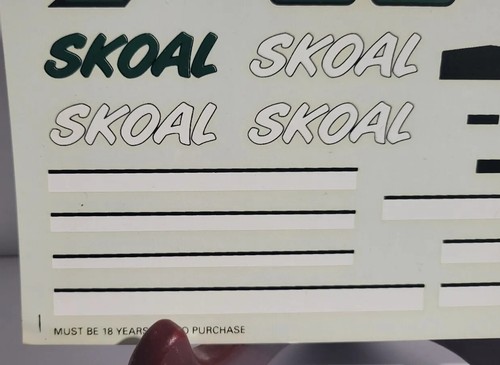 SKOAL SKOAL
SKOAL SKOAL
MUST BE 18 YEARS O PURCHASE